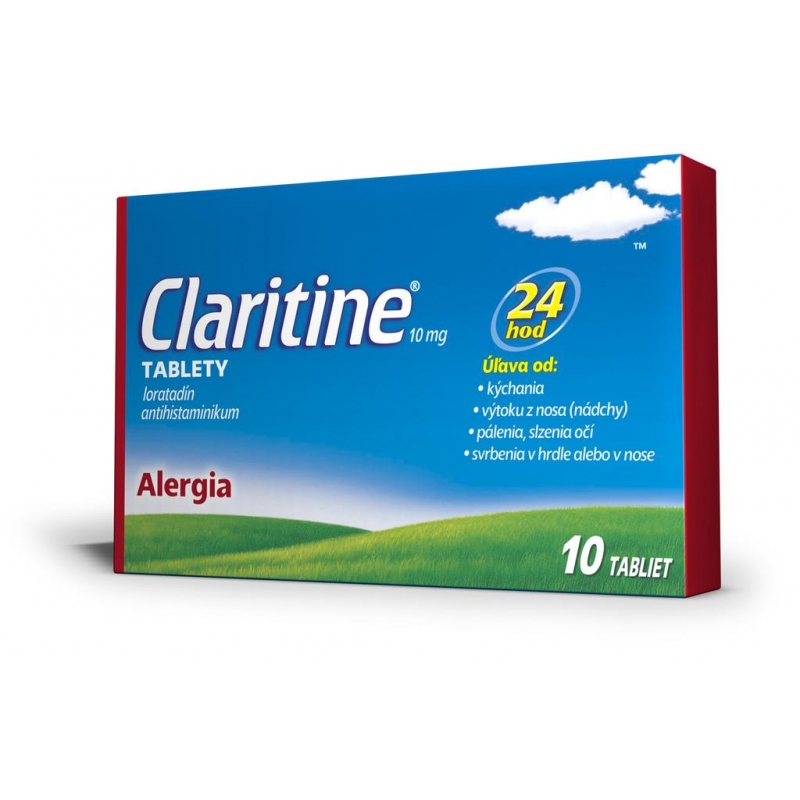 Claritine® 10 mg
TABLETY
loratadín
antihistaminikum
Alergia
™
24
hod
Úľava od:
• kýchania
• výtoku z nosa (nádchy)
• pálenia, slzenia očí
• svrbenia v hrdle alebo v nose
10 TABLIET